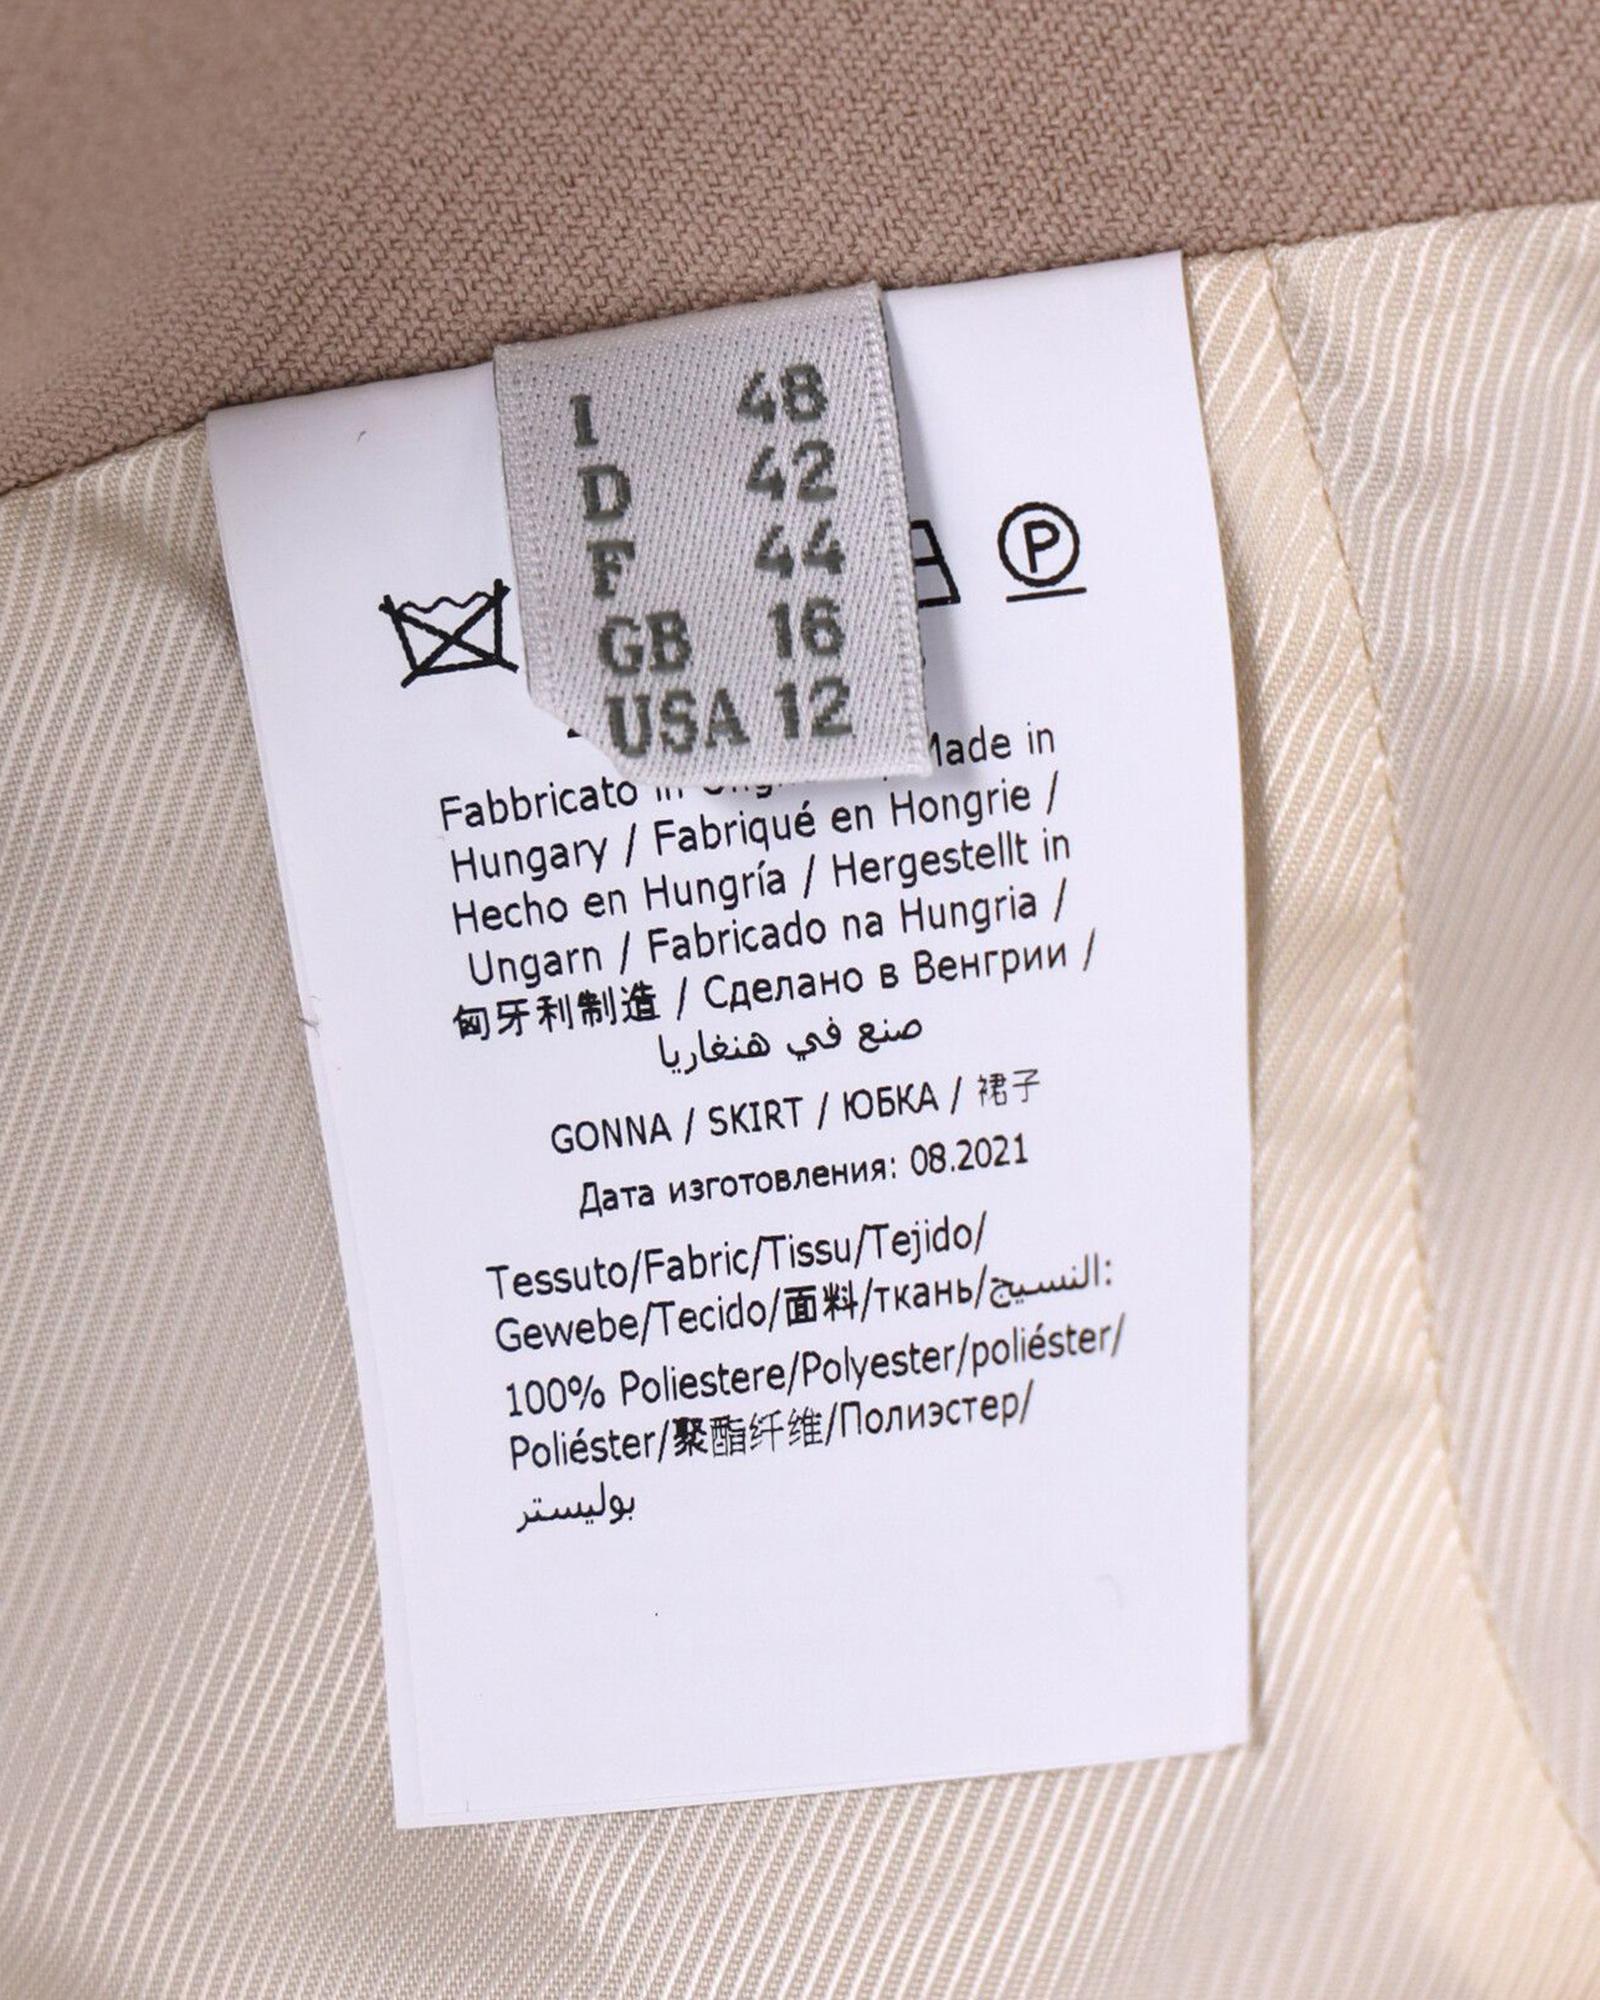 I 48
D 42
F 44
GB 16
USA 12
P
Fabbricato in Made in
Hungary / Fabriqué en Hongrie /
Hecho en Hungría / Hergestellt in
Ungarn / Fabricado na Hungria /
匈牙利制造 / Сделано в Венгрии /
صنع في هنغاريا
GONNA / SKIRT / ЮБКА / 裙子
Дата изготовления: 08.2021
Tessuto/Fabric/Tissu/Tejido/
Gewebe/Tecido/面料/ткань/النسيج:
100% Poliestere/Polyester/poliéster/
Poliéster/聚酯纤维/Полиэстер/
بوليستر